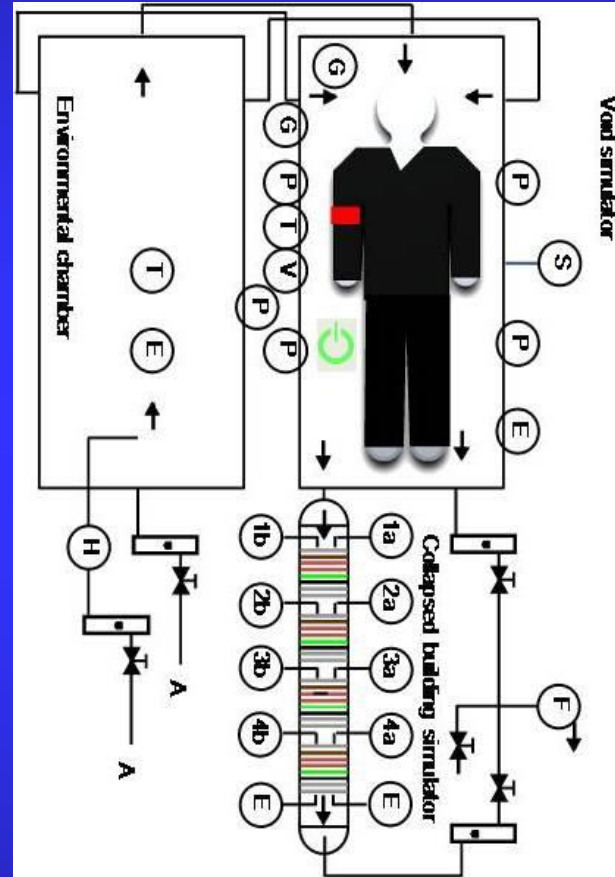 Environmental chamber
T
E
H
A
A
G
G
P
T
V
P
P
Void simulator
P
S
P
E
Collapsed building simulator
1b
1a
2b
2a
3b
3a
4b
4a
E
E
F